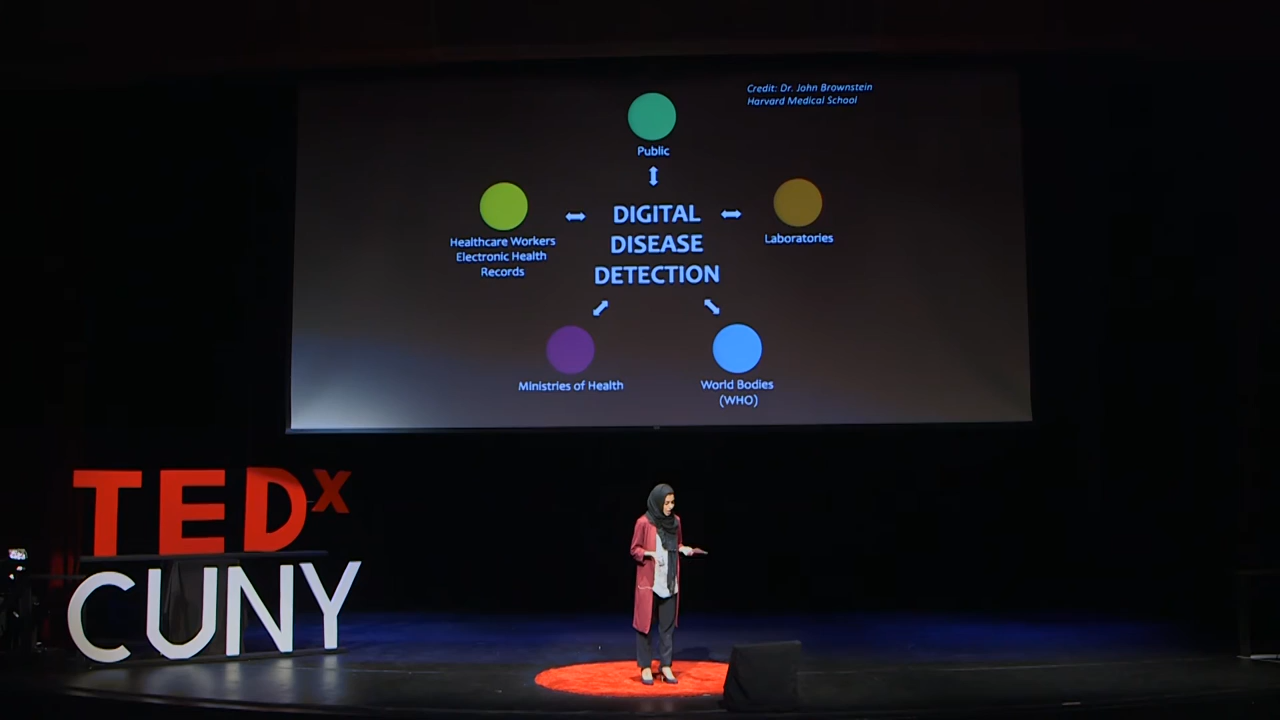 Credit: Dr. John Brownstein
Harvard Medical School
Public
Healthcare Workers
Electronic Health
Records
DIGITAL
DISEASE
DETECTION
Laboratories
Ministries of Health
World Bodies
(WHO)
TEDx
CUNY